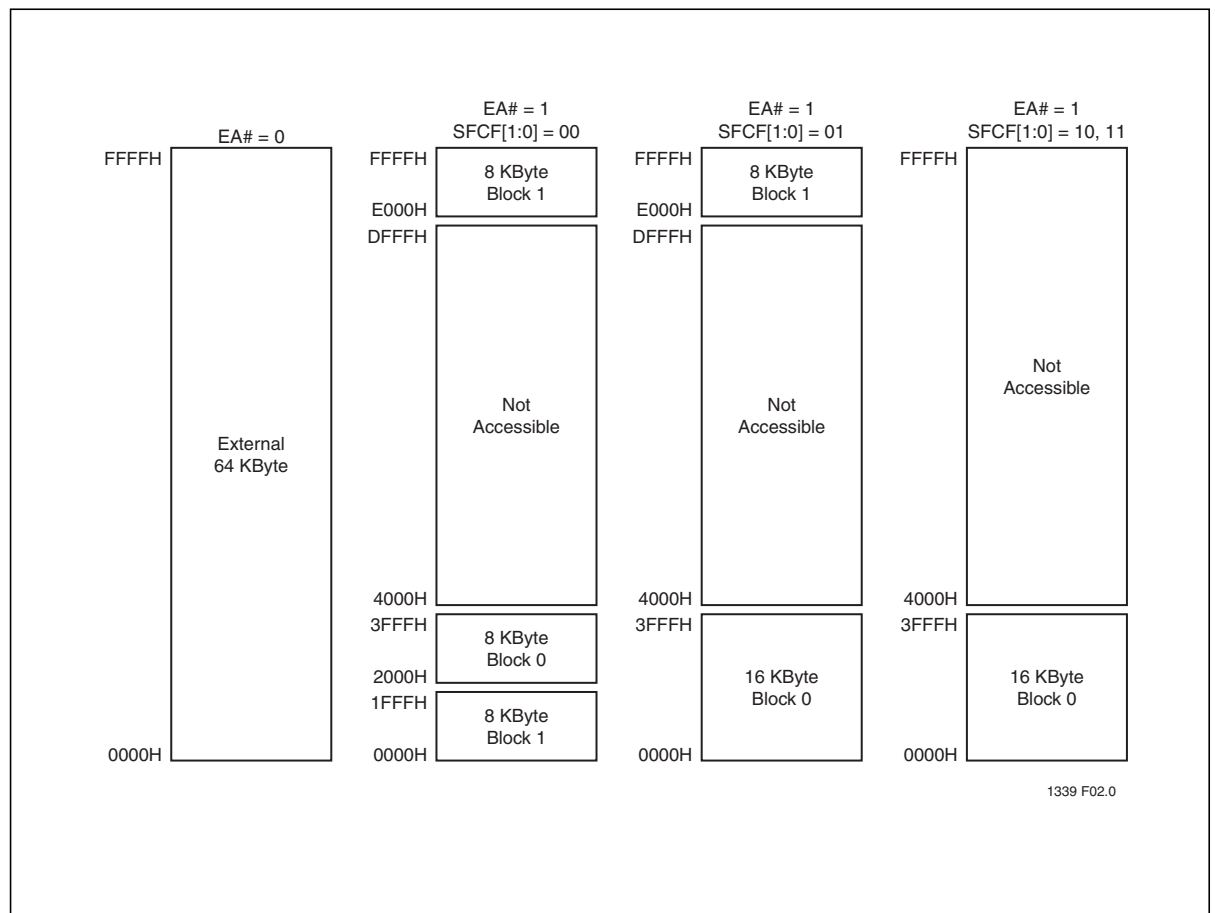 EA# = 0
FFFFH
External
64 KByte
0000H
EA# = 1
SFCF[1:0] = 00
FFFFH
8 KByte
Block 1
E000H
DFFFH
Not
Accessible
4000H
3FFFH
8 KByte
Block 0
2000H
1FFFH
8 KByte
Block 1
0000H
EA# = 1
SFCF[1:0] = 01
FFFFH
8 KByte
Block 1
E000H
DFFFH
Not
Accessible
4000H
3FFFH
16 KByte
Block 0
0000H
EA# = 1
SFCF[1:0] = 10, 11
FFFFH
Not
Accessible
4000H
3FFFH
16 KByte
Block 0
0000H
1339 F02.0